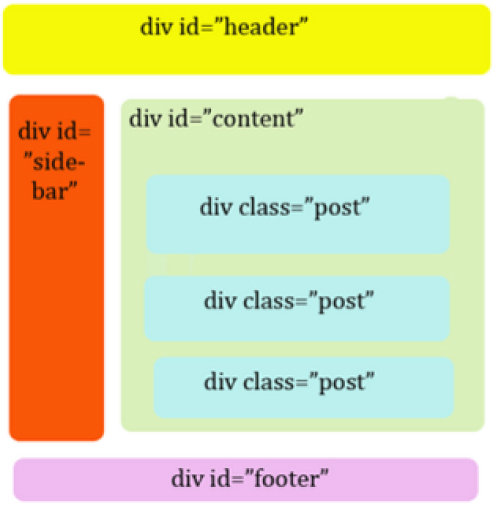 div id=”header”
div id=
”side-
bar”
div id=”content”
div class=”post”
div class=”post”
div class=”post”
div id=”footer”